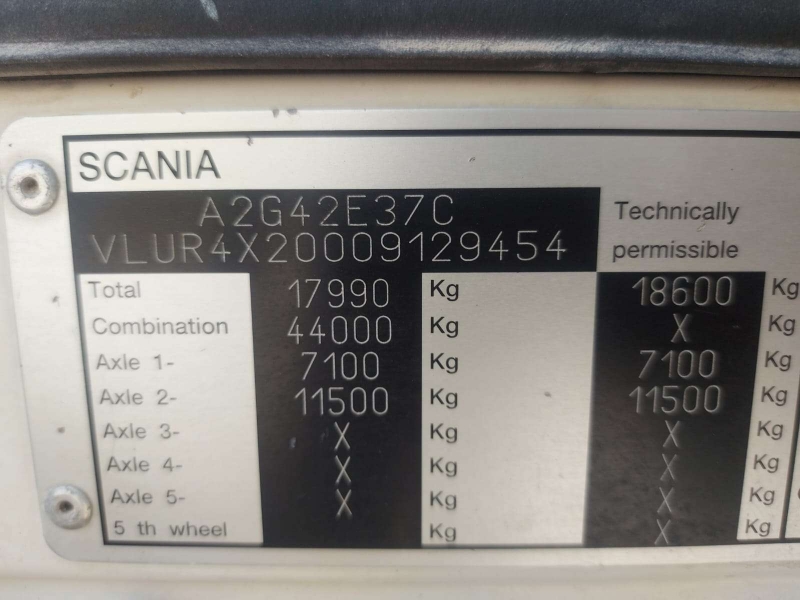 SCANIA
A2G42E37C
VLUR4X20009129454
Technically
permissible
Total 17990 Kg 18600 Kg
Combination 44000 Kg X Kg
Axle 1- 7100 Kg 7100 Kg
Axle 2- 11500 Kg 11500 Kg
Axle 3- X Kg X Kg
Axle 4- X Kg X Kg
Axle 5- X Kg X Kg
5 th wheel Kg X Kg